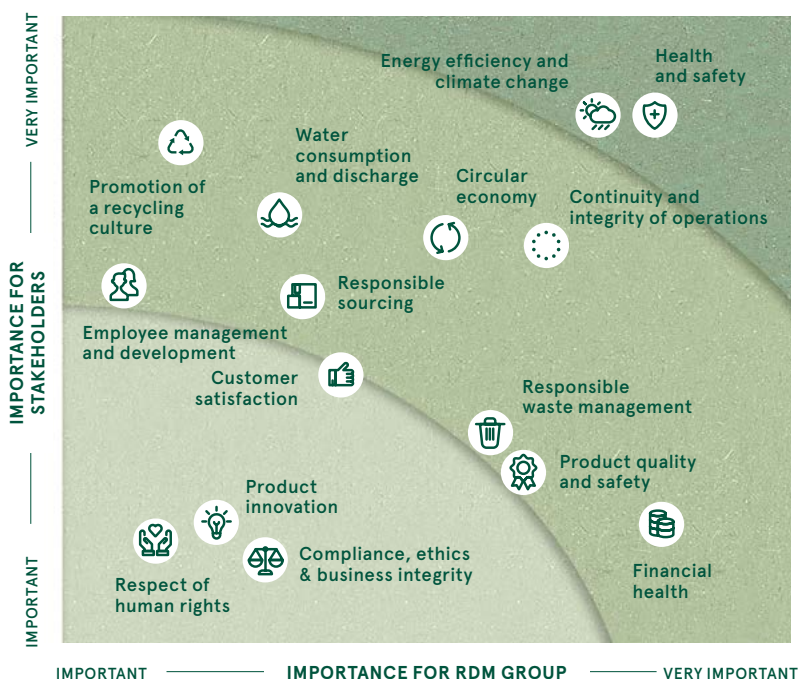 VERY IMPORTANT
IMPORTANCE FOR
STAKEHOLDERS
IMPORTANT
Energy efficiency and
climate change
Health
and safety
Water
consumption
and discharge
Promotion of
a recycling
culture
Circular
economy
Continuity and
integrity of operations
Responsible
sourcing
Employee management
and development
Customer
satisfaction
Responsible
waste management
Product quality
and safety
Product
innovation
Compliance, ethics
& business integrity
Respect of
human rights
Financial
health
IMPORTANT
IMPORTANCE FOR RDM GROUP
VERY IMPORTANT